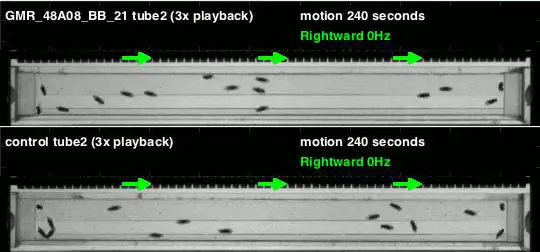 GMR_48A08_BB_21 tube2 (3x playback)
motion 240 seconds
Rightward 0Hz
control tube2 (3x playback)
motion 240 seconds
Rightward 0Hz